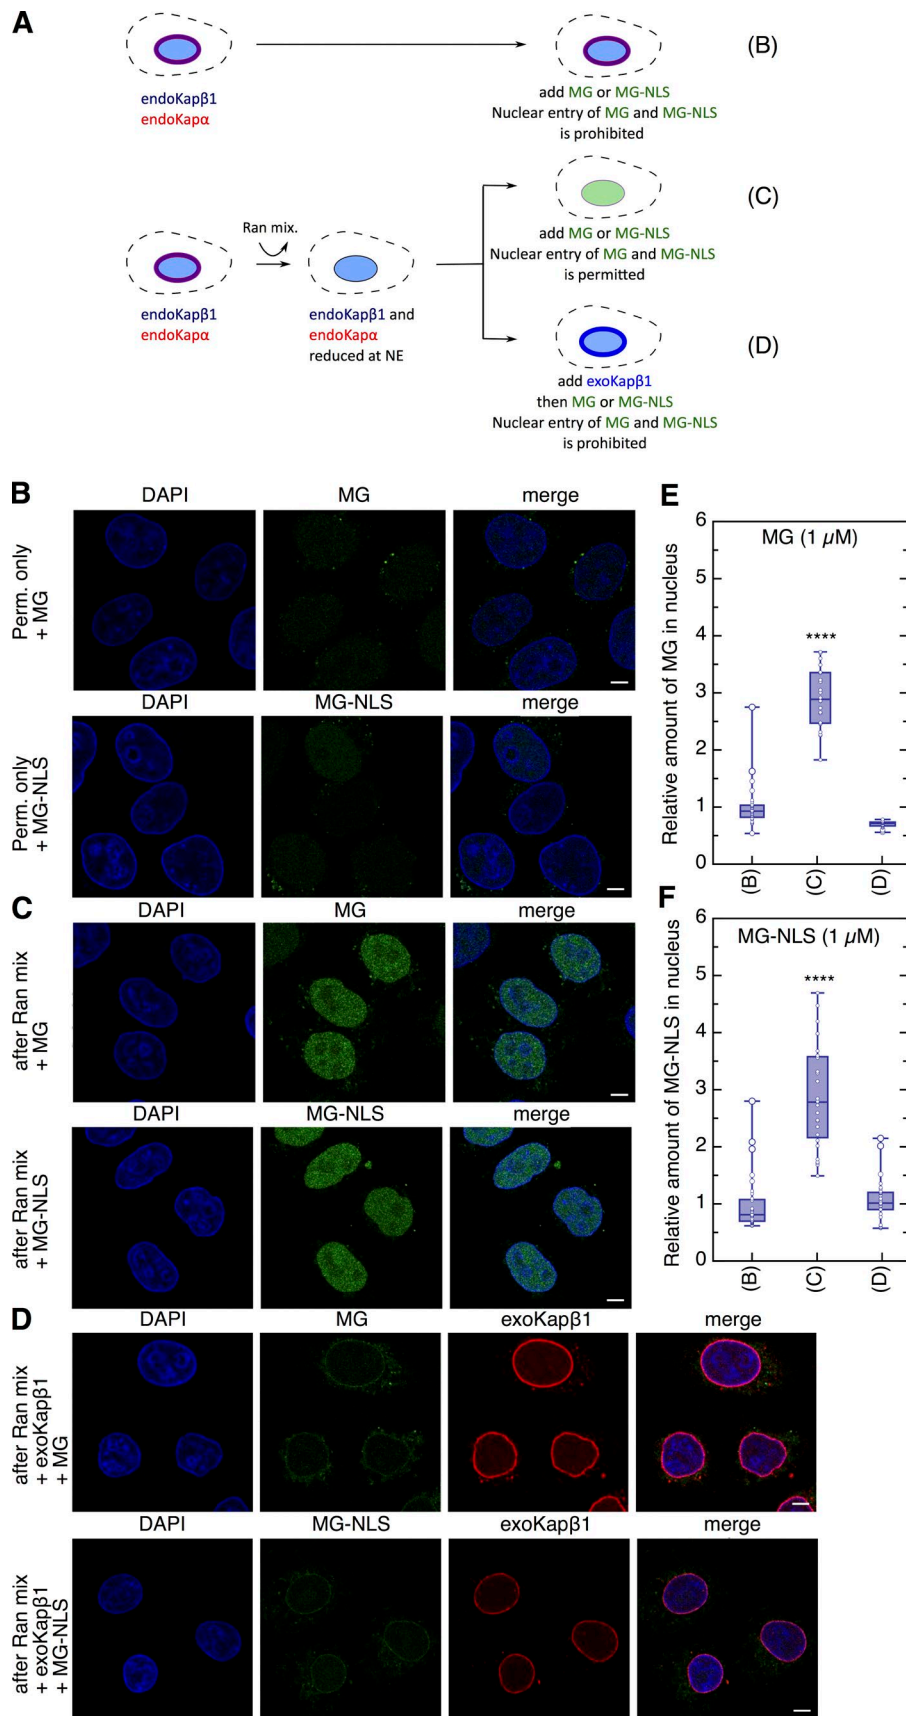 A
(B)
endoKapβ1
endoKapα
add MG or MG-NLS
Nuclear entry of MG and MG-NLS
is prohibited
(C)
Ran mix.
add MG or MG-NLS
Nuclear entry of MG and MG-NLS
is permitted
endoKapβ1
endoKapα
endoKapβ1 and
endoKapα
reduced at NE
(D)
add exoKapβ1
then MG or MG-NLS
Nuclear entry of MG and MG-NLS
is prohibited
B
DAPI MG merge
Perm. only
+ MG
DAPI MG-NLS merge
Perm. only
+ MG-NLS
C
DAPI MG merge
after Ran mix
+ MG
DAPI MG-NLS merge
after Ran mix
+ MG-NLS
D
DAPI MG exoKapβ1 merge
after Ran mix
+ exoKapβ1
+ MG
DAPI MG-NLS exoKapβ1 merge
after Ran mix
+ exoKapβ1
+ MG-NLS
E
MG (1 µM)
Relative amount of MG in nucleus
6
5
4
3
2
1
0
****
(B) (C) (D)
F
MG-NLS (1 µM)
Relative amount of MG-NLS in nucleus
6
5
4
3
2
1
0
****
(B) (C) (D)